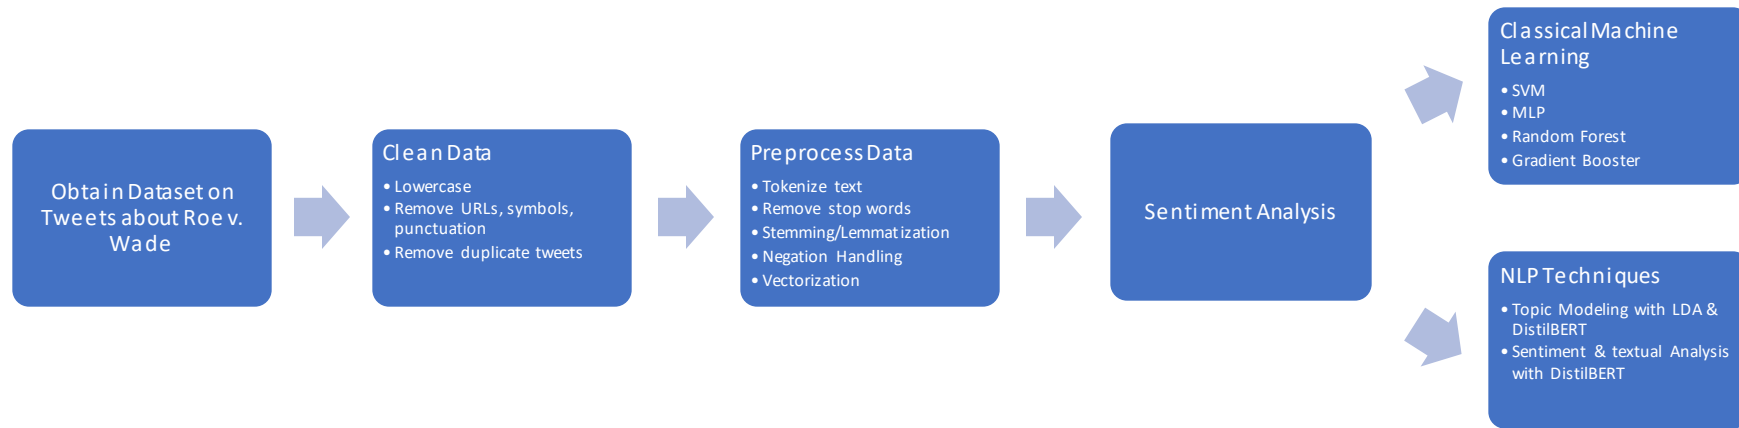 Obtain Dataset on
Tweets about Roe v.
Wade
Clean Data
• Lowercase
• Remove URLs, symbols,
punctuation
• Remove duplicate tweets
Preprocess Data
• Tokenize text
• Remove stop words
• Stemming/Lemmatization
• Negation Handling
• Vectorization
Sentiment Analysis
Classical Machine
Learning
• SVM
• MLP
• Random Forest
• Gradient Booster
NLP Techniques
• Topic Modeling with LDA &
DistilBERT
• Sentiment & textual Analysis
with DistilBERT